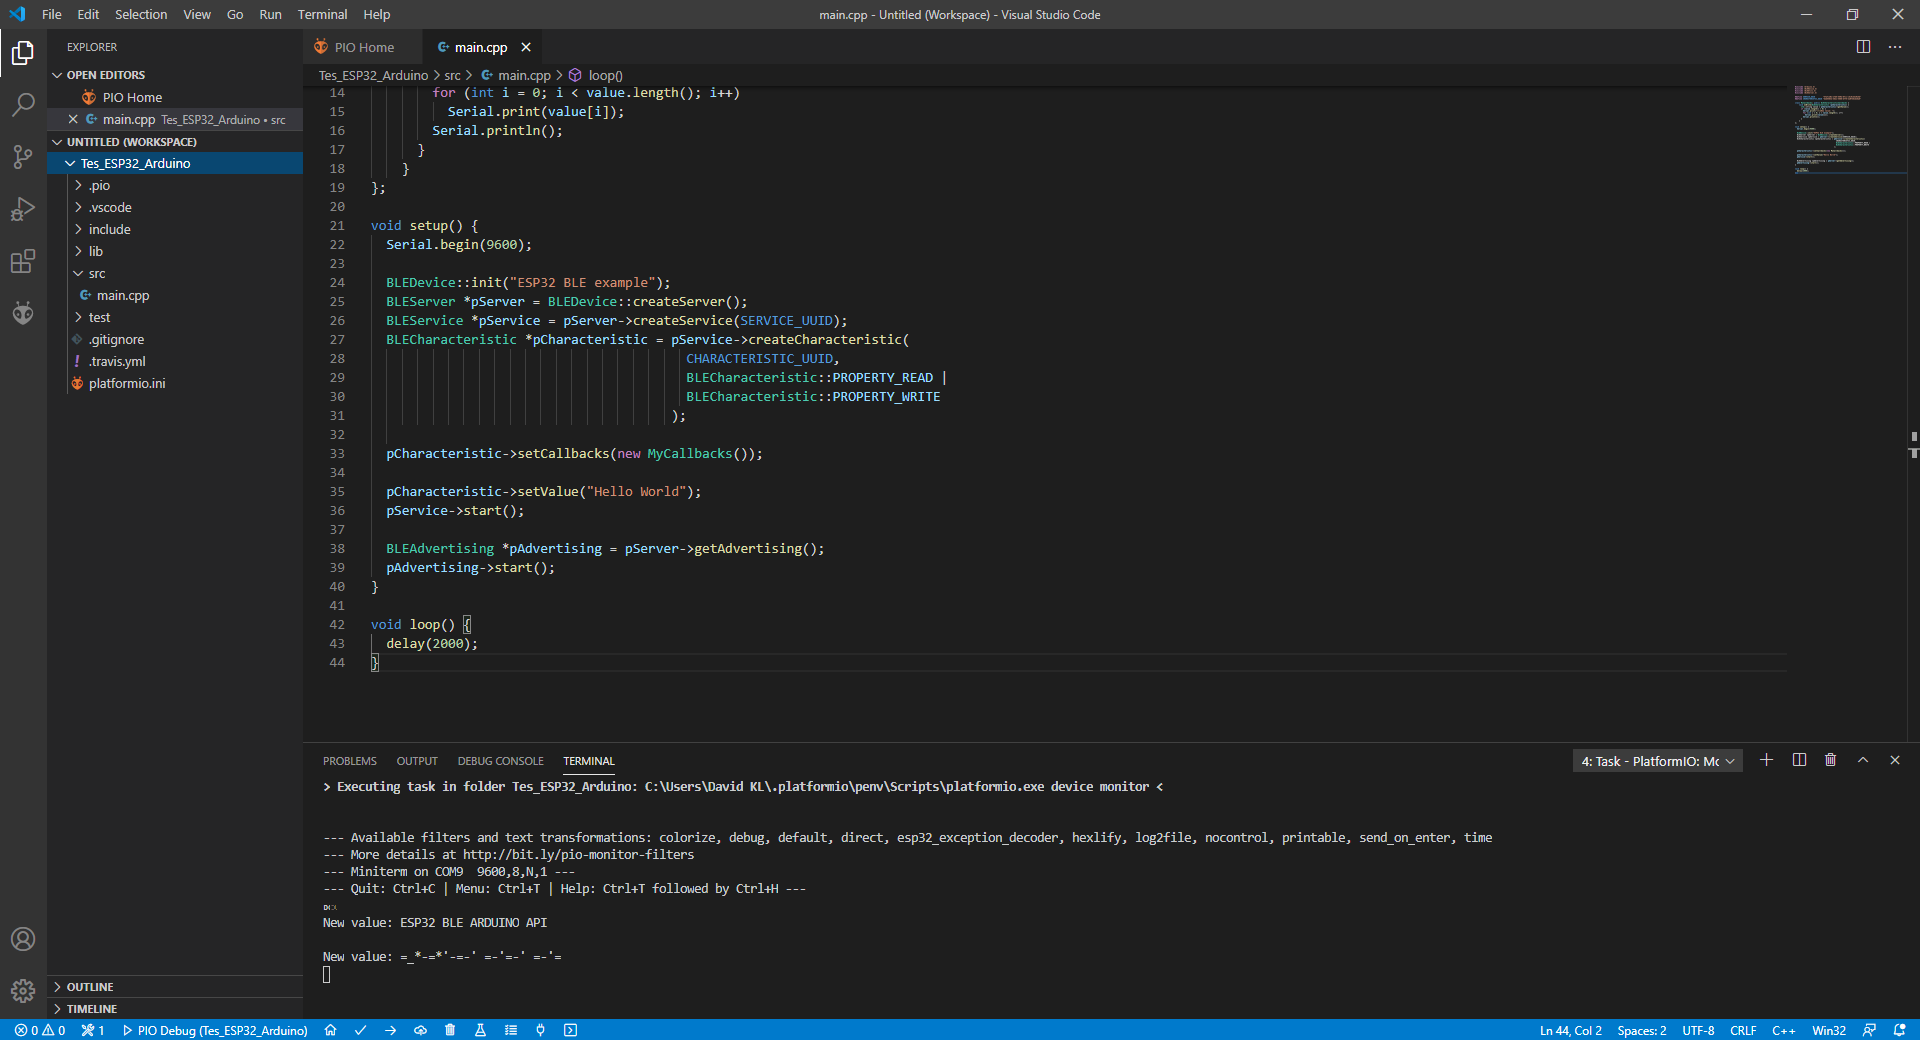 File Edit Selection View Go Run Terminal Help
main.cpp - Untitled (Workspace) - Visual Studio Code
EXPLORER
OPEN EDITORS
PIO Home
main.cpp Tes_ESP32_Arduino • src
UNTITLED (WORKSPACE)
Tes_ESP32_Arduino
.pio
.vscode
include
lib
src
main.cpp
test
.gitignore
.travis.yml
platformio.ini
OUTLINE
TIMELINE
PIO Home main.cpp
Tes_ESP32_Arduino > src > main.cpp > loop()
14 for (int i = 0; i < value.length(); i++)
15 Serial.print(value[i]);
16 Serial.println();
17 }
18 }
19 };
20
21 void setup() {
22 Serial.begin(9600);
23
24 BLEDevice::init("ESP32 BLE example");
25 BLEServer *pServer = BLEDevice::createServer();
26 BLEService *pService = pServer->createService(SERVICE_UUID);
27 BLECharacteristic *pCharacteristic = pService->createCharacteristic(
28 CHARACTERISTIC_UUID,
29 BLECharacteristic::PROPERTY_READ |
30 BLECharacteristic::PROPERTY_WRITE
31 );
32
33 pCharacteristic->setCallbacks(new MyCallbacks());
34
35 pCharacteristic->setValue("Hello World");
36 pService->start();
37
38 BLEAdvertising *pAdvertising = pServer->getAdvertising();
39 pAdvertising->start();
40 }
41
42 void loop() {
43 delay(2000);
44 }
PROBLEMS OUTPUT DEBUG CONSOLE TERMINAL
4: Task - PlatformIO: Mc
> Executing task in folder Tes_ESP32_Arduino: C:\Users\David KL\.platformio\penv\Scripts\platformio.exe device monitor <
--- Available filters and text transformations: colorize, debug, default, direct, esp32_exception_decoder, hexlify, log2file, nocontrol, printable, send_on_enter, time
--- More details at http://bit.ly/pio-monitor-filters
--- Miniterm on COM9  9600,8,N,1 ---
--- Quit: Ctrl+C | Menu: Ctrl+T | Help: Ctrl+T followed by Ctrl+H ---
New value: ESP32 BLE ARDUINO API
New value: =_*-=*'-=-' =-'=-' =-'=
0 0 1 PIO Debug (Tes_ESP32_Arduino)
Ln 44, Col 2 Spaces: 2 UTF-8 CRLF C++ Win32